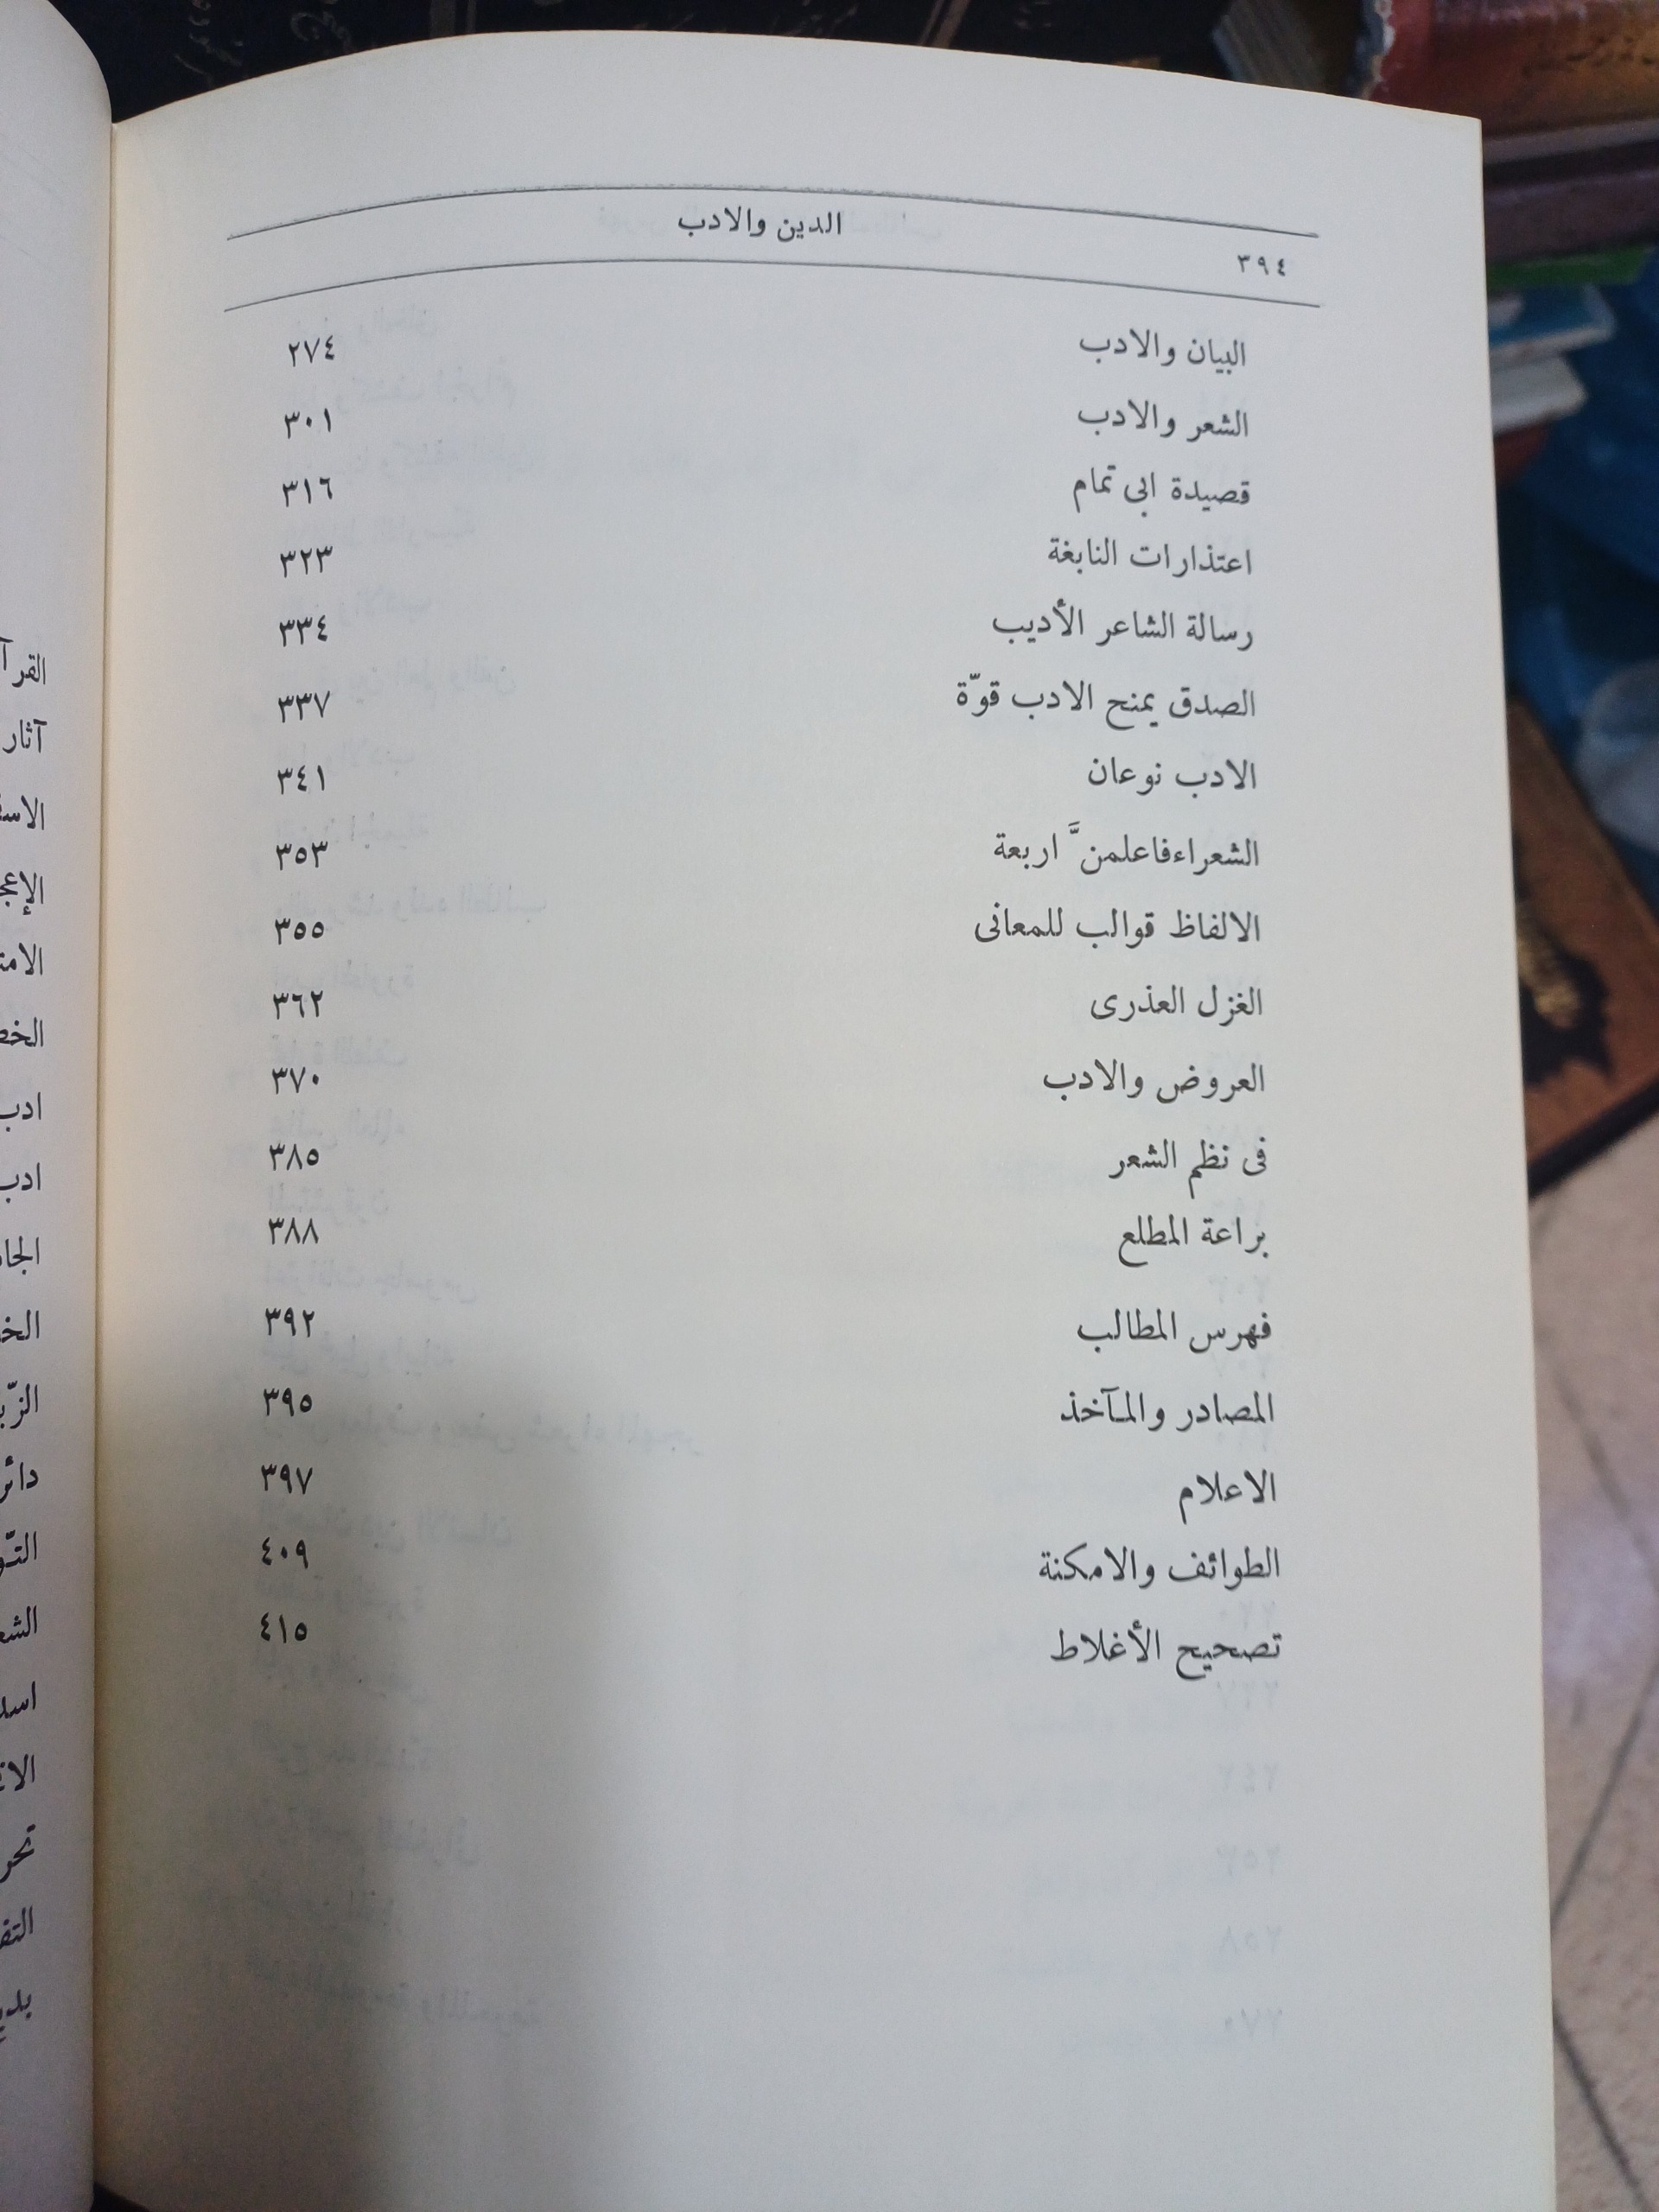 الدين والادب
٣٩٤
البيان والادب ٢٧٤
الشعر والادب ٣٠١
قصيدة ابى تمام ٣١٦
اعتذارات النابغة ٣٢٣
رسالة الشاعر الأديب ٣٣٤
الصدق يمنح الادب قوّة ٣٣٧
الادب نوعان ٣٤١
الشعراءفاعلمنَّ اربعة ٣٥٣
الالفاظ قوالب للمعانى ٣٥٥
الغزل العذرى ٣٦٢
العروض والادب ٣٧٠
فى نظم الشعر ٣٨٥
براعة المطلع ٣٨٨
فهرس المطالب ٣٩٢
المصادر والمآخذ ٣٩٥
الاعلام ٣٩٧
الطوائف والامكنة ٤٠٩
تصحيح الأغلاط ٤١٥
آثار
ادب
ادب